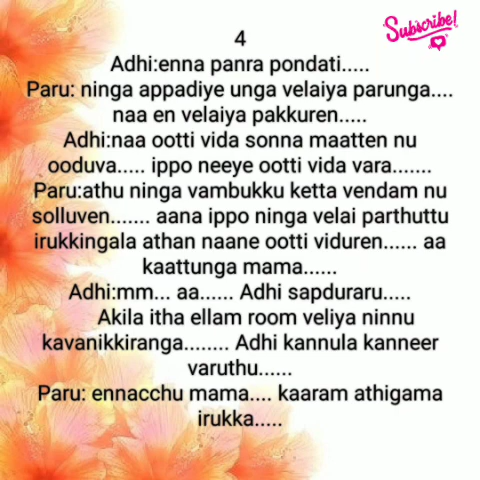 Subscribe!
4
Adhi:enna panra pondati.....
Paru: ninga appadiye unga velaiya parunga....
naa en velaiya pakkuren.....
Adhi:naa ootti vida sonna maatten nu
ooduva..... ippo neeye ootti vida vara.......
Paru:athu ninga vambukku ketta vendam nu
solluven....... aana ippo ninga velai parthuttu
irukkingala athan naane ootti viduren...... aa
kaattunga mama......
Adhi:mm... aa...... Adhi sapduraru.....
Akila itha ellam room veliya ninnu
kavanikkiranga........ Adhi kannula kanneer
varuthu......
Paru: ennacchu mama.... kaaram athigama
irukka.....